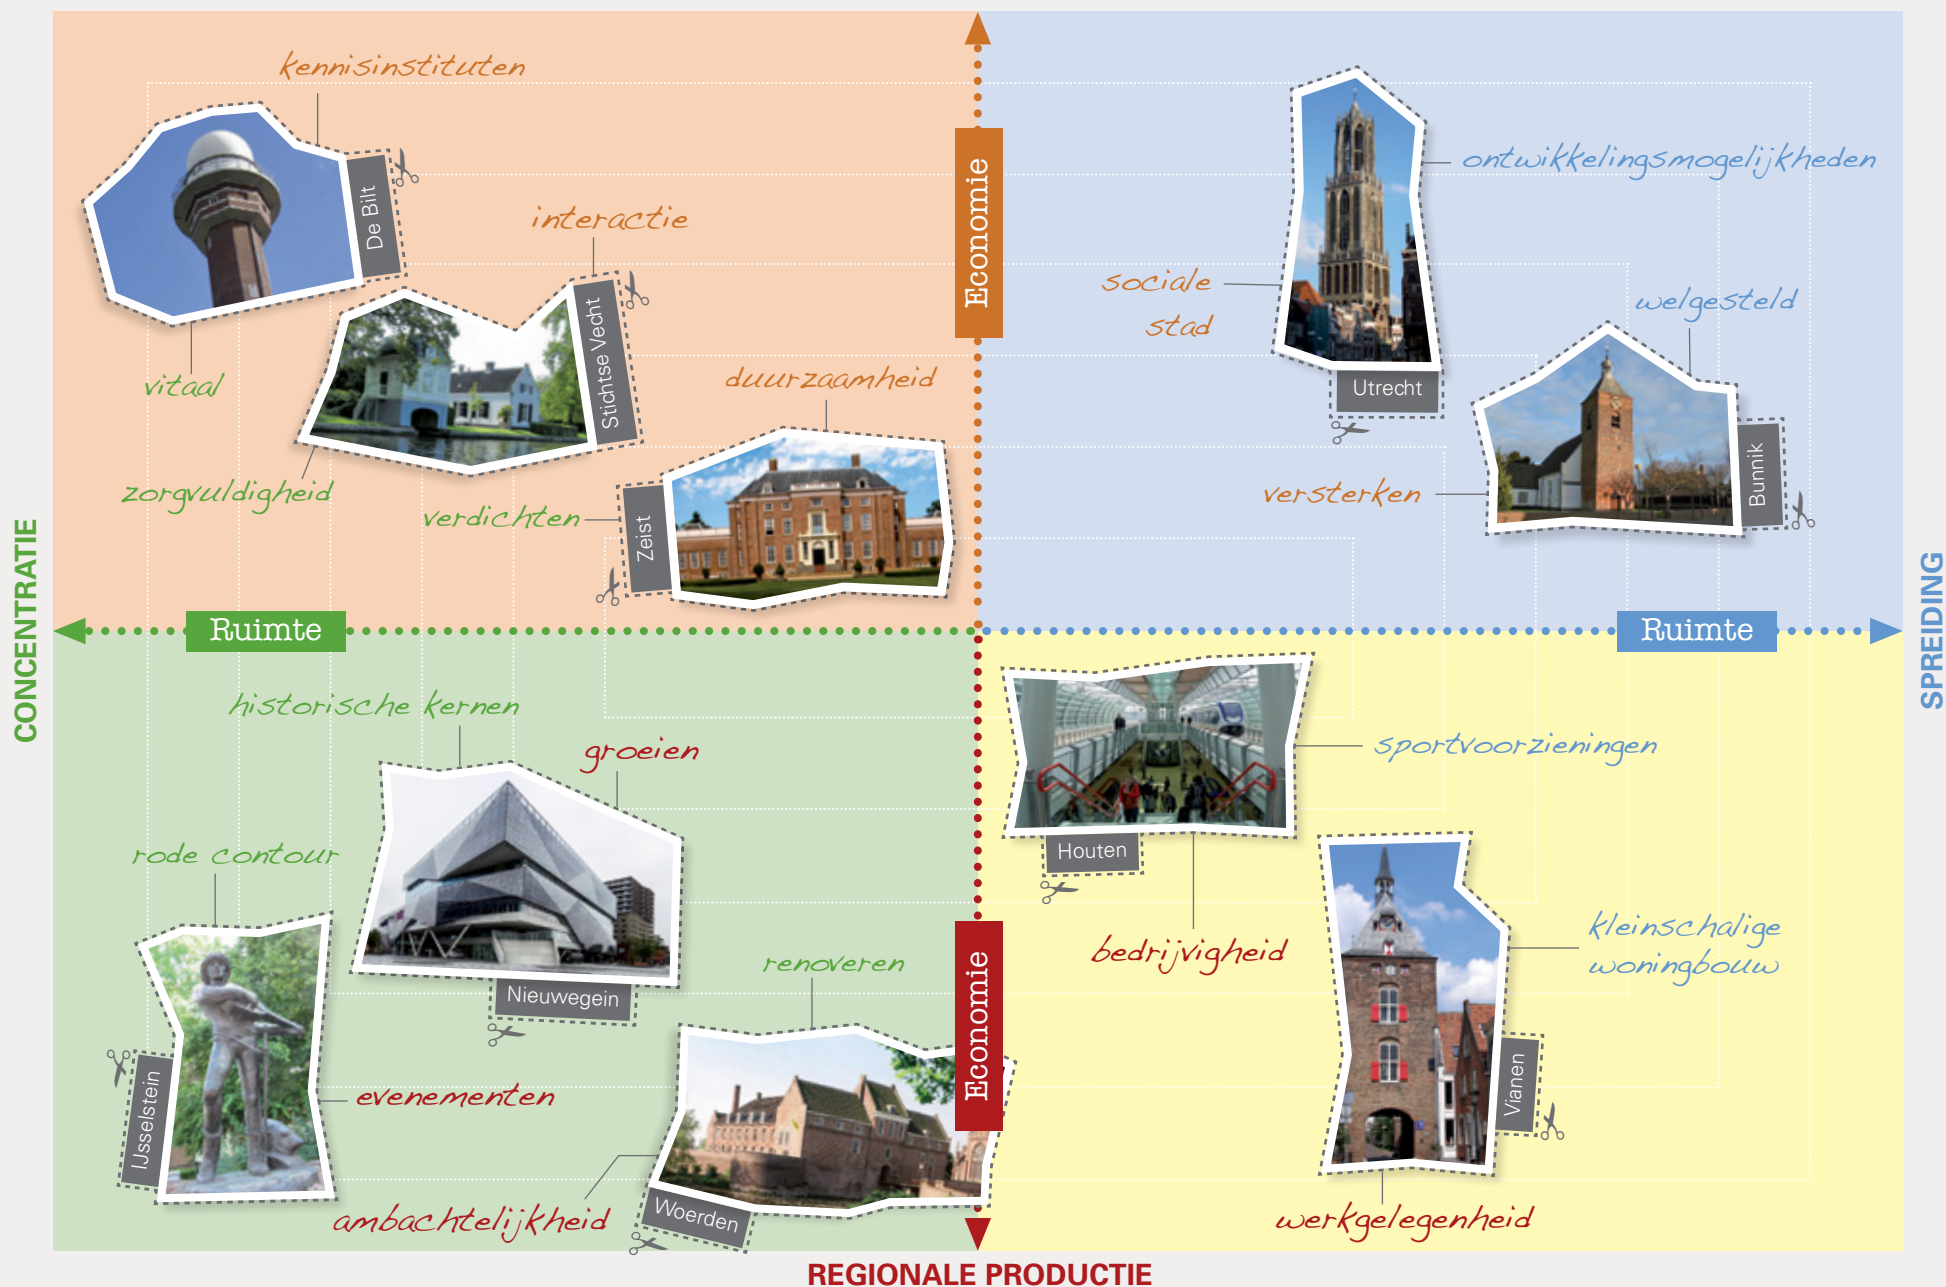 kennisinstituten
De Bilt
interactie
vitaal
Stichtse Vecht
duurzaamheid
zorgvuldigheid
verdichten
Zeist
Economie
ontwikkelingsmogelijkheden
sociale
stad
welgesteld
Utrecht
versterken
Bunnik
CONCENTRATIE
Ruimte
Ruimte
SPREIDING
historische kernen
groeien
rode contour
Nieuwegein
renoveren
IJsselstein
evenementen
ambachtelijkheid
Woerden
Economie
sportvoorzieningen
Houten
bedrijvigheid
kleinschalige
woningbouw
Vianen
werkgelegenheid
REGIONALE PRODUCTIE